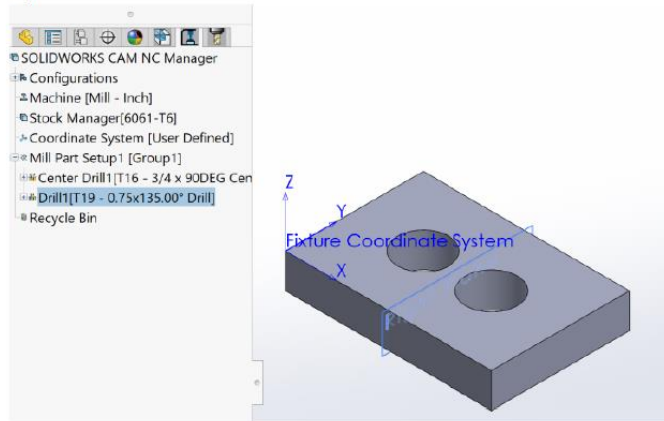 SOLIDWORKS CAM NC Manager
Configurations
Machine [Mill - Inch]
Stock Manager[6061-T6]
Coordinate System [User Defined]
Mill Part Setup1 [Group1]
Center Drill1[T16 - 3/4 x 90DEG Cen
Drill1[T19 - 0.75x135.00° Drill]
Recycle Bin
Z
Y
Fixture Coordinate System
X